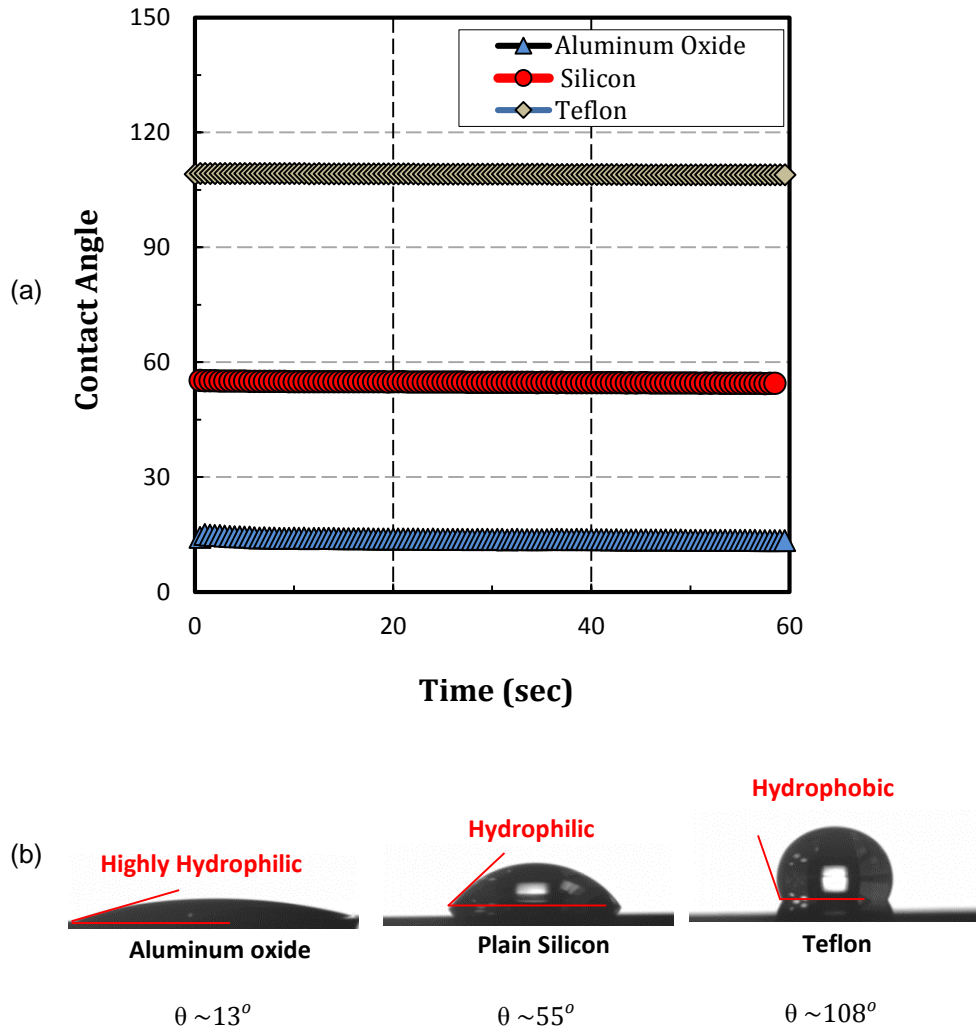 (a)
Contact Angle
150
120
90
60
30
0
Aluminum Oxide
Silicon
Teflon
0 20 40 60
Time (sec)
(b)
Highly Hydrophilic
Aluminum oxide
θ ~13°
Hydrophilic
Plain Silicon
θ ~55°
Hydrophobic
Teflon
θ ~108°